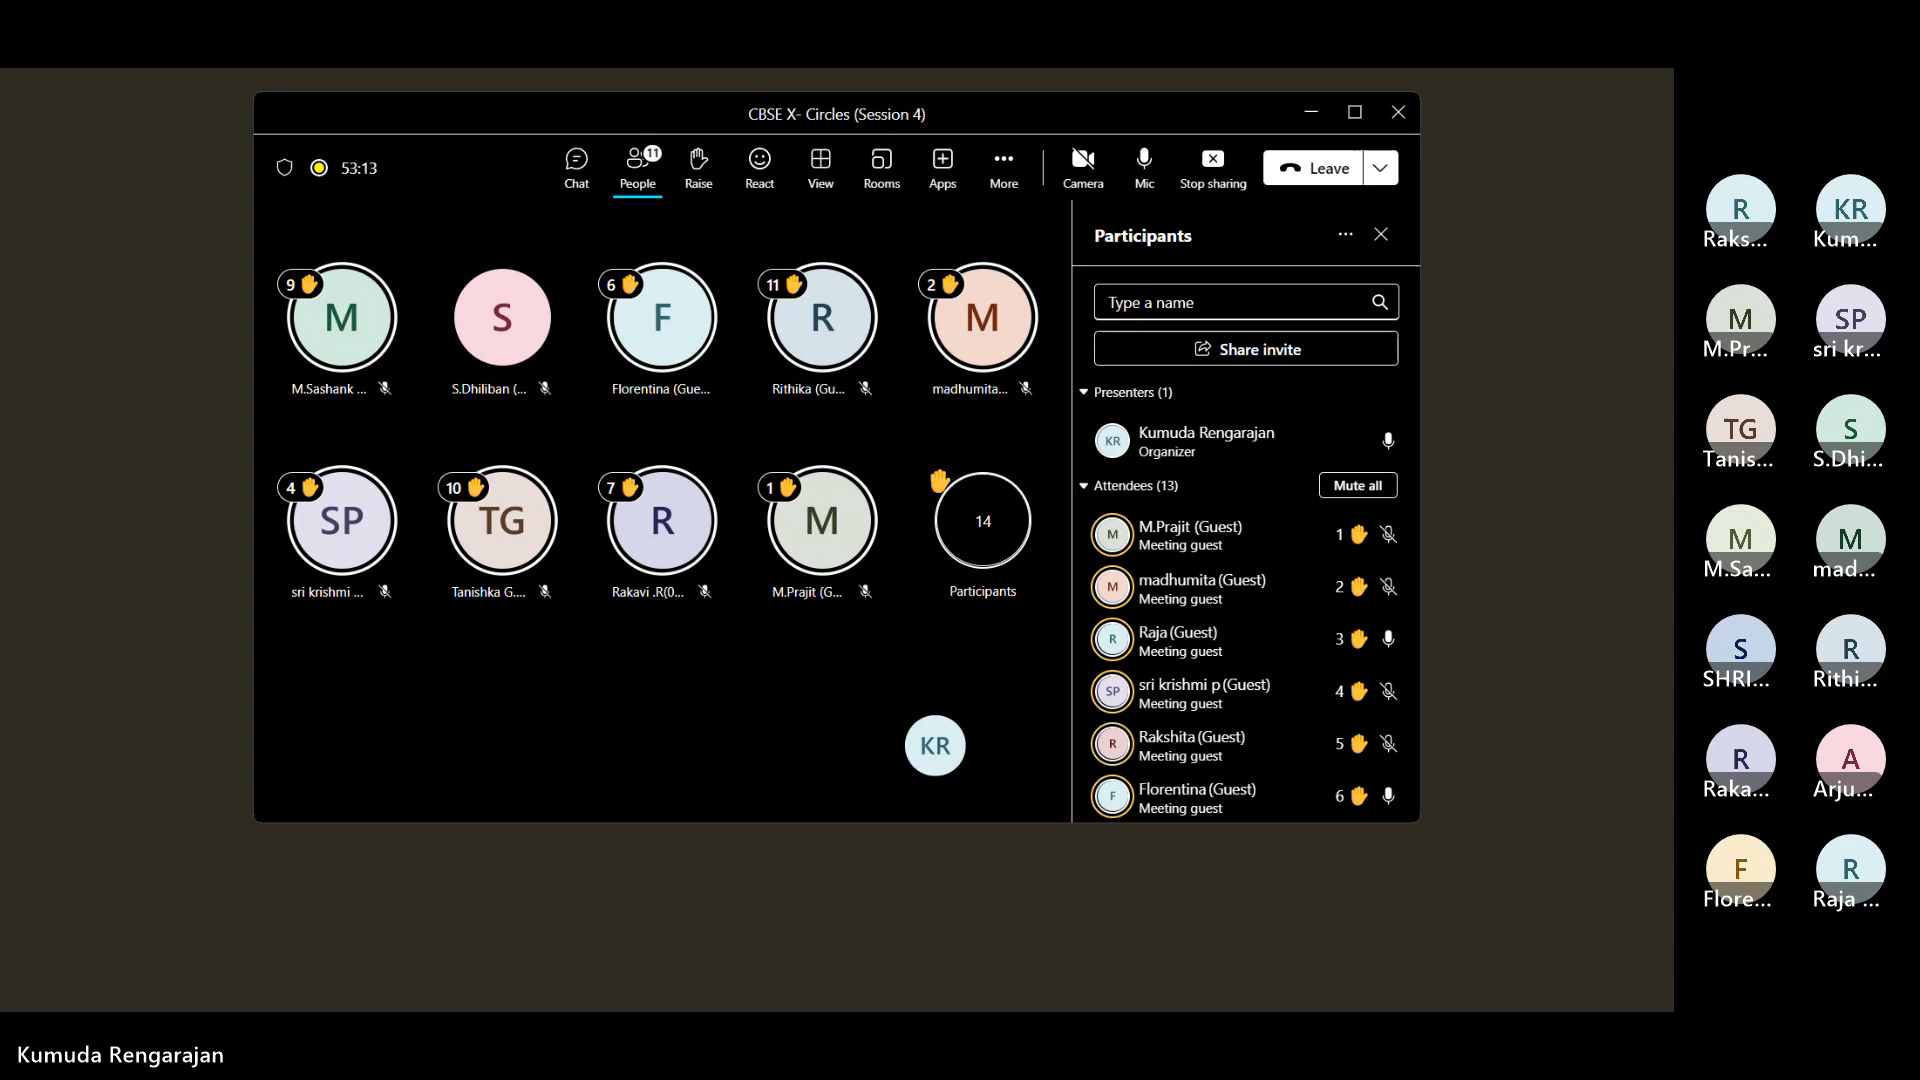 CBSE X- Circles (Session 4)
53:13
Chat
11
People
Raise
React
View
Rooms
Apps
More
Camera
Mic
Stop sharing
Leave
9
M
M.Sashank ...
S
S.Dhiliban (...
6
F
Florentina (Gue...
11
R
Rithika (Gu...
2
M
madhumita...
4
SP
sri krishmi ...
10
TG
Tanishka G....
7
R
Rakavi .R(0...
1
M
M.Prajit (G...
14
Participants
KR
Participants
Type a name
Share invite
Presenters (1)
KR
Kumuda Rengarajan
Organizer
Attendees (13)
Mute all
M
M.Prajit (Guest)
Meeting guest
1
M
madhumita (Guest)
Meeting guest
2
R
Raja (Guest)
Meeting guest
3
SP
sri krishmi p (Guest)
Meeting guest
4
R
Rakshita (Guest)
Meeting guest
5
F
Florentina (Guest)
Meeting guest
6
R
Raks...
KR
Kum...
M
M.Pr...
SP
sri kr...
TG
Tanis...
S
S.Dhi...
M
M.Sa...
M
mad...
S
SHRI...
R
Rithi...
R
Raka...
A
Arju...
F
Flore...
R
Raja ...
Kumuda Rengarajan